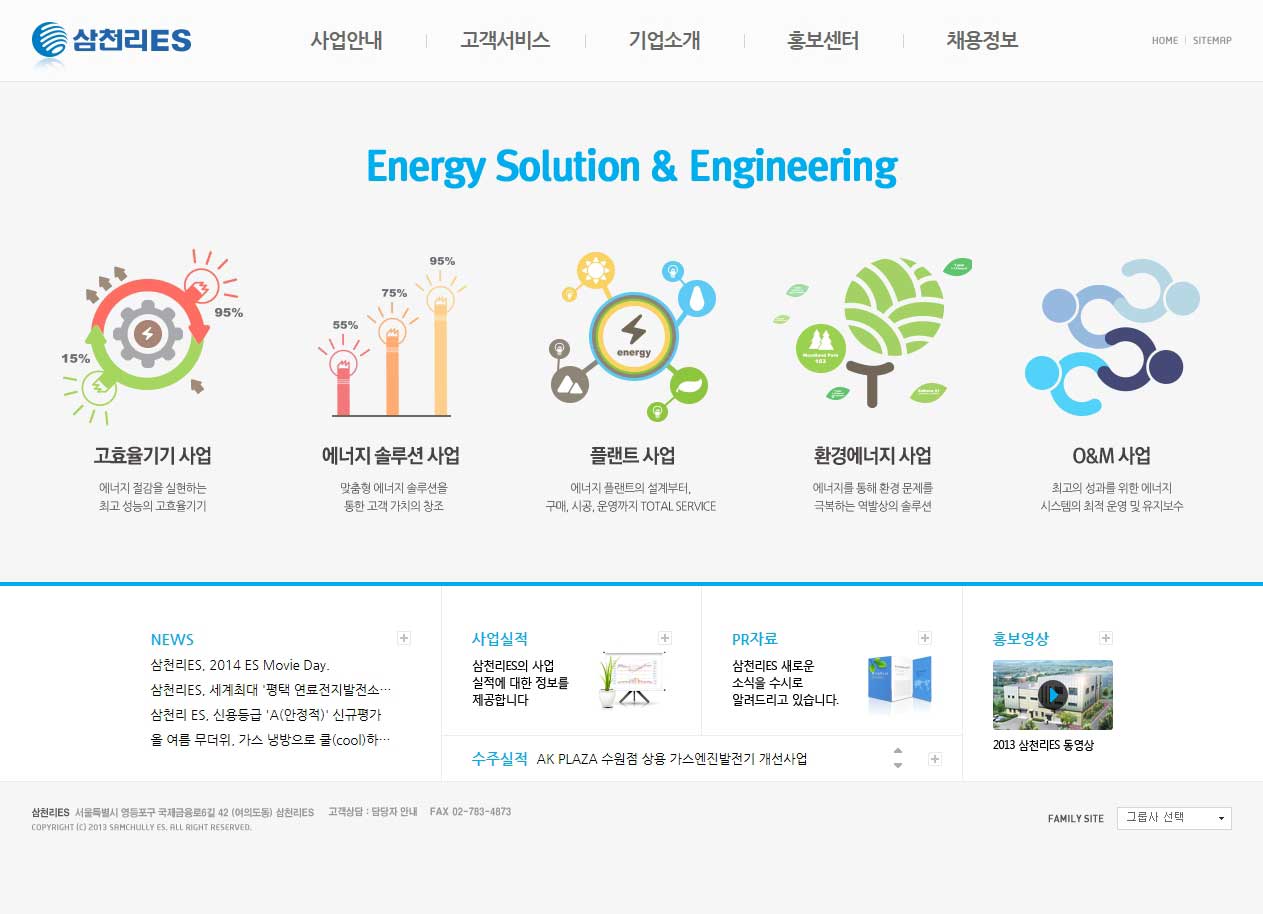 삼천리ES
사업안내
고객서비스
기업소개
홍보센터
채용정보
HOME
SITEMAP
Energy Solution & Engineering
95%
15%
55%
75%
95%
energy
고효율기기 사업
에너지 절감을 실현하는
최고 성능의 고효율기기
에너지 솔루션 사업
맞춤형 에너지 솔루션을
통한 고객 가치의 창조
플랜트 사업
에너지 플랜트의 설계부터,
구매, 시공, 운영까지 TOTAL SERVICE
환경에너지 사업
에너지를 통해 환경 문제를
극복하는 역발상의 솔루션
O&M 사업
최고의 성과를 위한 에너지
시스템의 최적 운영 및 유지보수
NEWS
삼천리ES, 2014 ES Movie Day.
삼천리ES, 세계최대 '평택 연료전지발전소…
삼천리 ES, 신용등급 'A(안정적)' 신규평가
올 여름 무더위, 가스 냉방으로 쿨(cool)하…
사업실적
삼천리ES의 사업
실적에 대한 정보를
제공합니다
PR자료
삼천리ES 새로운
소식을 수시로
알려드리고 있습니다.
수주실적 AK PLAZA 수원점 상용 가스엔진발전기 개선사업
홍보영상
2013 삼천리ES 동영상
삼천리ES 서울특별시 영등포구 국제금융로6길 42 (여의도동) 삼천리ES 고객상담 : 담당자 안내 FAX 02-783-4873
COPYRIGHT (C) 2013 SAMCHULLY ES. ALL RIGHT RESERVED.
FAMILY SITE
그룹사 선택